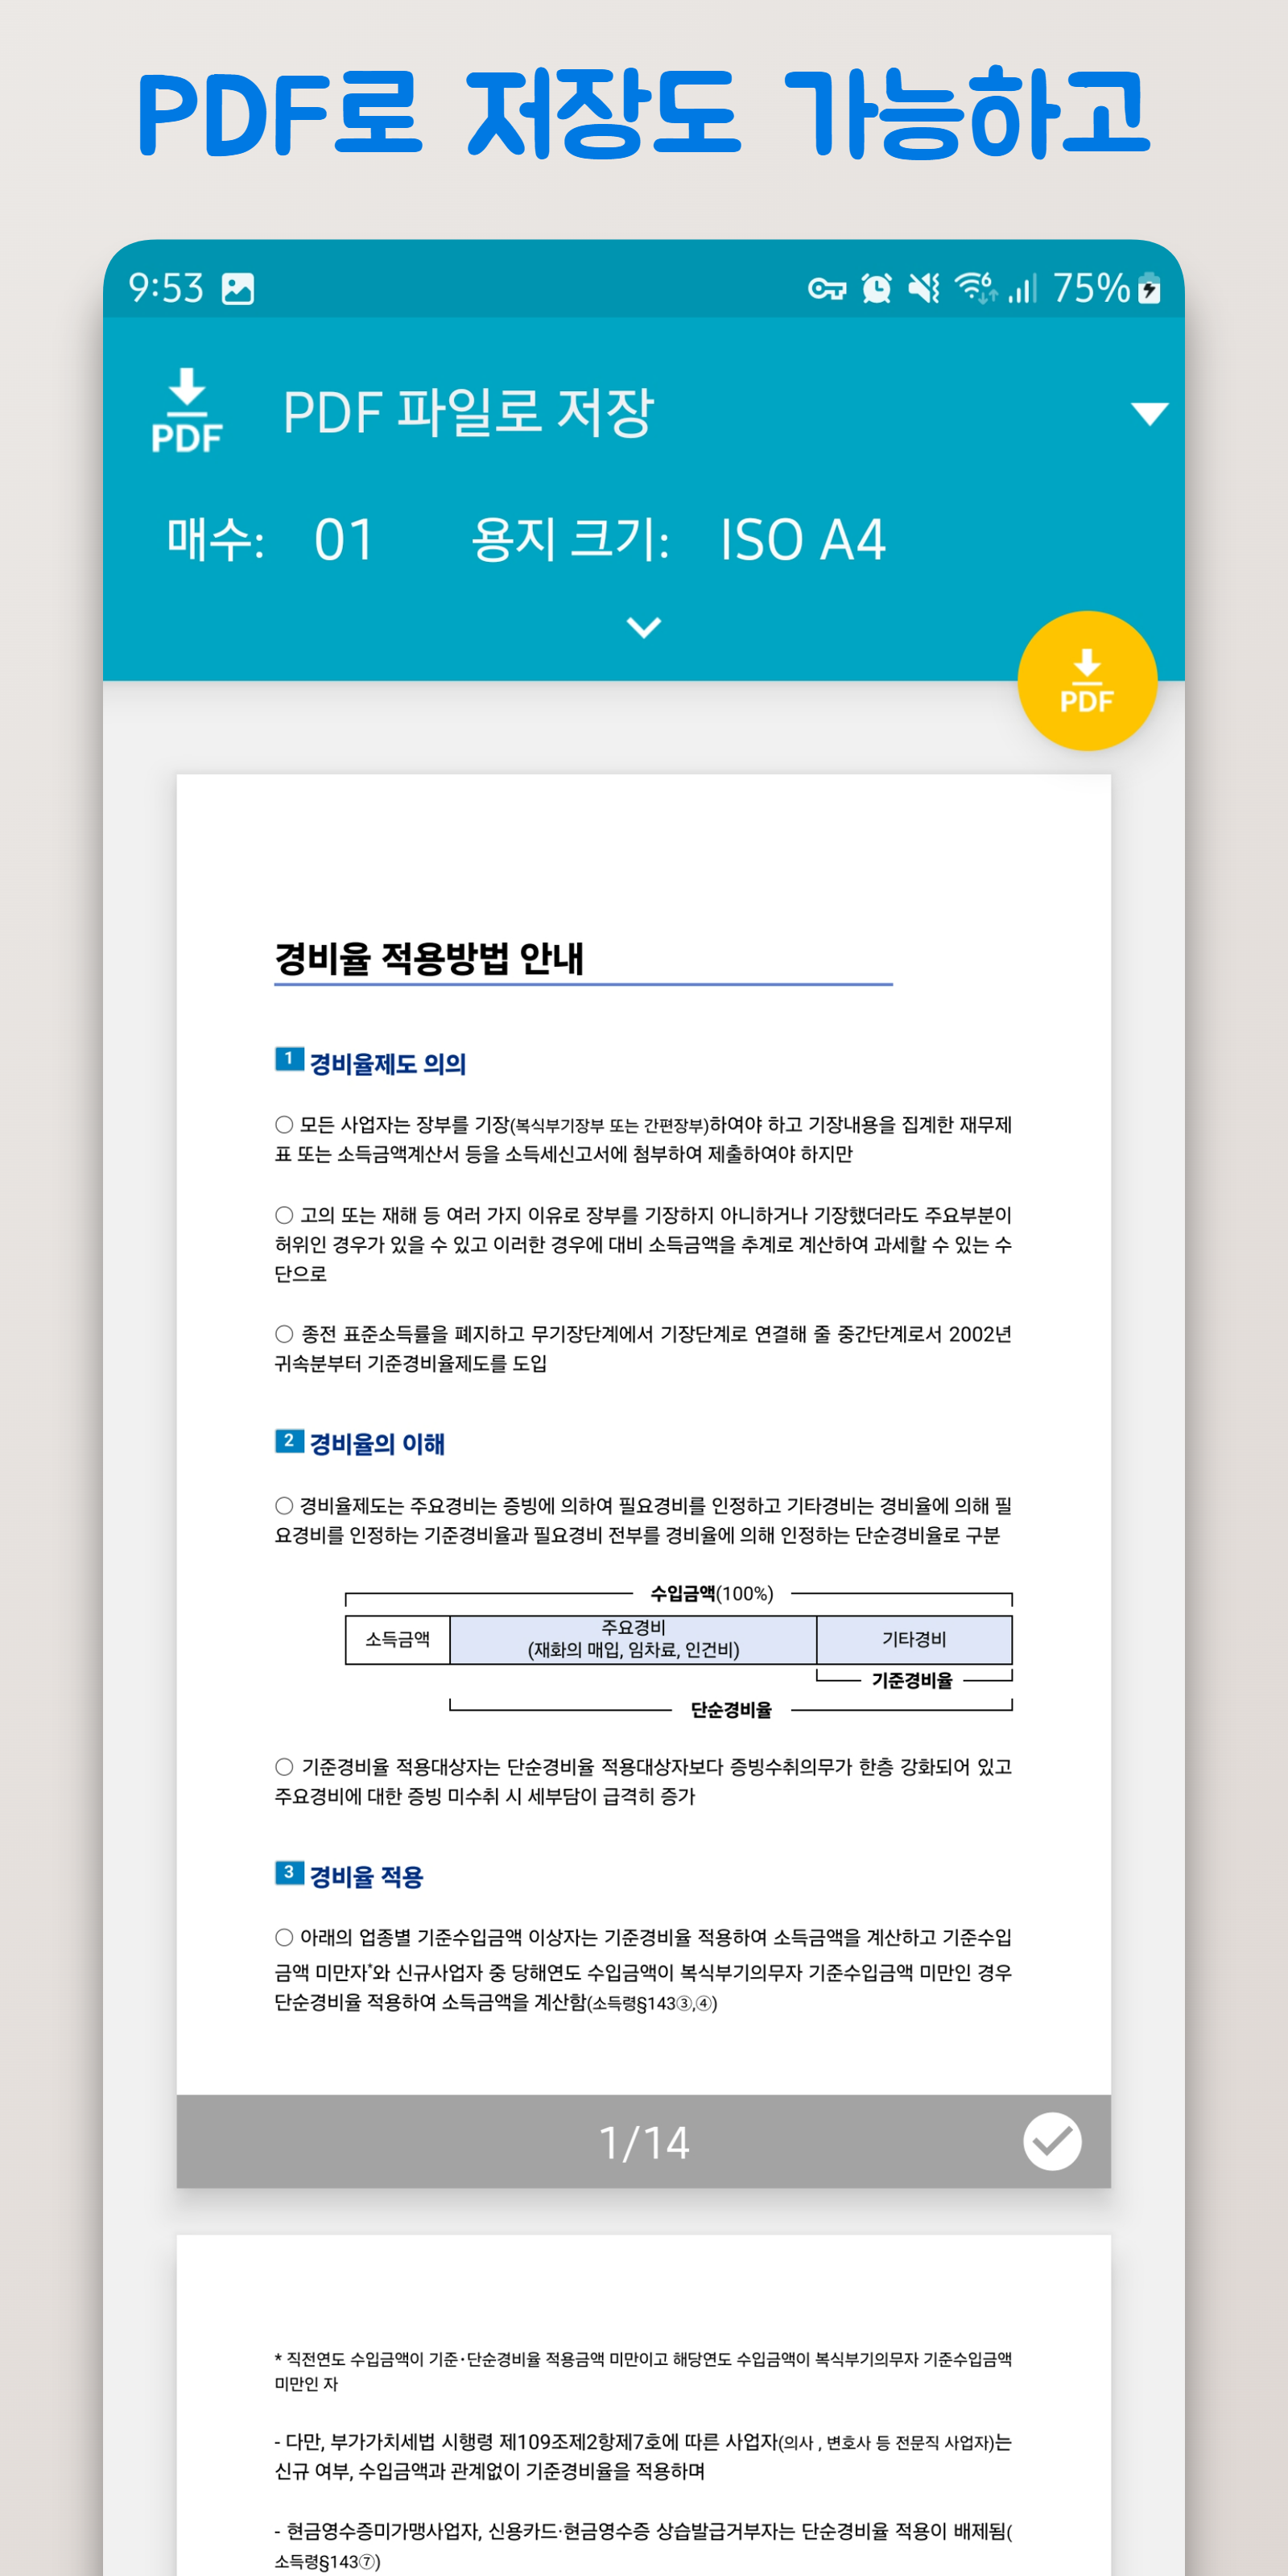 PDF로 저장도 가능하고
9:53 6 75%
PDF PDF 파일로 저장
매수: 01 용지 크기: ISO A4
PDF
경비율 적용방법 안내
1 경비율제도 의의
○ 모든 사업자는 장부를 기장(복식부기장부 또는 간편장부)하여야 하고 기장내용을 집계한 재무제
표 또는 소득금액계산서 등을 소득세신고서에 첨부하여 제출하여야 하지만
○ 고의 또는 재해 등 여러 가지 이유로 장부를 기장하지 아니하거나 기장했더라도 주요부분이
허위인 경우가 있을 수 있고 이러한 경우에 대비 소득금액을 추계로 계산하여 과세할 수 있는 수
단으로
○ 종전 표준소득률을 폐지하고 무기장단계에서 기장단계로 연결해 줄 중간단계로서 2002년
귀속분부터 기준경비율제도를 도입
2 경비율의 이해
○ 경비율제도는 주요경비는 증빙에 의하여 필요경비를 인정하고 기타경비는 경비율에 의해 필
요경비를 인정하는 기준경비율과 필요경비 전부를 경비율에 의해 인정하는 단순경비율로 구분
수입금액(100%)
소득금액
주요경비
(재화의 매입, 임차료, 인건비)
기타경비
기준경비율
단순경비율
○ 기준경비율 적용대상자는 단순경비율 적용대상자보다 증빙수취의무가 한층 강화되어 있고
주요경비에 대한 증빙 미수취 시 세부담이 급격히 증가
3 경비율 적용
○ 아래의 업종별 기준수입금액 이상자는 기준경비율 적용하여 소득금액을 계산하고 기준수입
금액 미만자*와 신규사업자 중 당해연도 수입금액이 복식부기의무자 기준수입금액 미만인 경우
단순경비율 적용하여 소득금액을 계산함(소득령§143③,④)
1/14
* 직전연도 수입금액이 기준·단순경비율 적용금액 미만이고 해당연도 수입금액이 복식부기의무자 기준수입금액
미만인 자
- 다만, 부가가치세법 시행령 제109조제2항제7호에 따른 사업자(의사 , 변호사 등 전문직 사업자)는
신규 여부, 수입금액과 관계없이 기준경비율을 적용하며
- 현금영수증미가맹사업자, 신용카드·현금영수증 상습발급거부자는 단순경비율 적용이 배제됨(
소득령§143⑦)